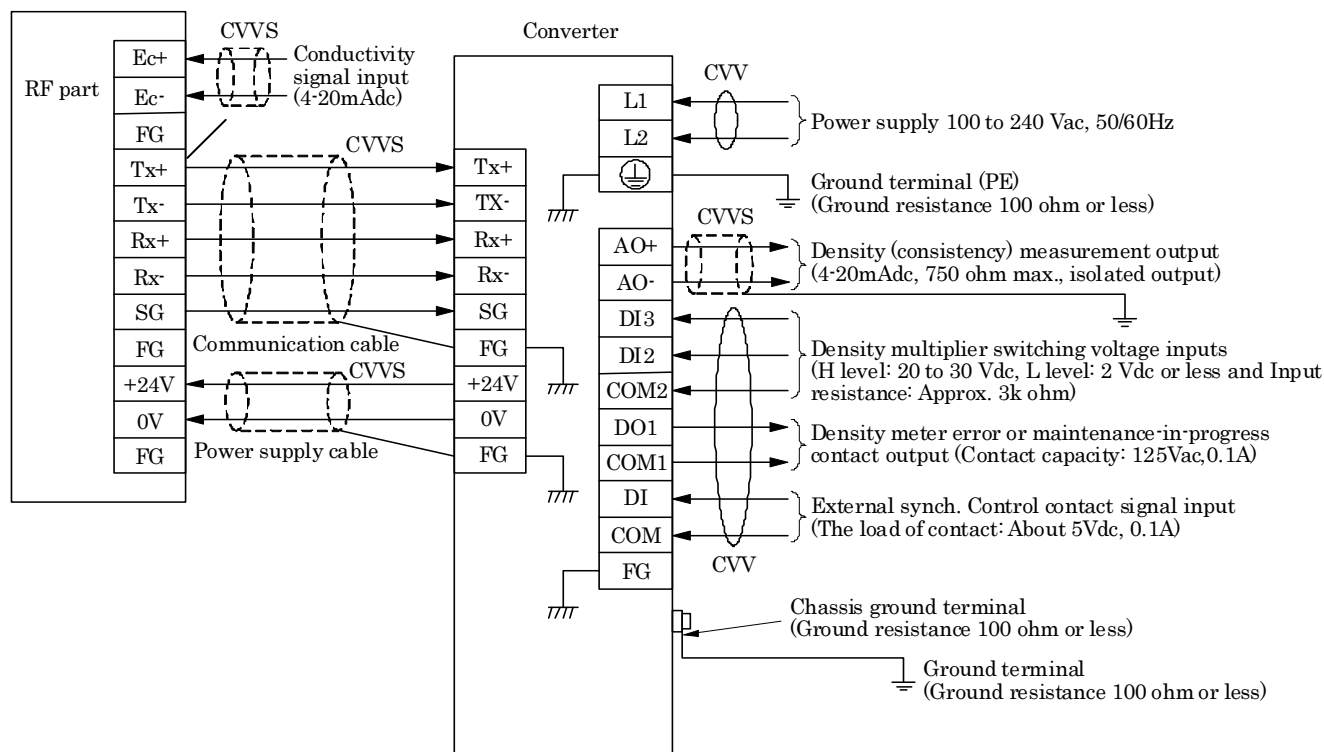 RF part
CVVS
Ec+
Ec-
FG
Tx+
Tx-
Rx+
Rx-
SG
FG
+24V
0V
FG
Conductivity
signal input
(4-20mAdc)
CVVS
Communication cable
CVVS
Power supply cable
Converter
Tx+
TX-
Rx+
Rx-
SG
FG
+24V
0V
FG
L1
L2
AO+
AO-
DI3
DI2
COM2
DO1
COM1
DI
COM
FG
CVV
Power supply 100 to 240 Vac, 50/60Hz
Ground terminal (PE)
(Ground resistance 100 ohm or less)
CVVS
Density (consistency) measurement output
(4-20mAdc, 750 ohm max., isolated output)
Density multiplier switching voltage inputs
(H level: 20 to 30 Vdc, L level: 2 Vdc or less and Input
resistance: Approx. 3k ohm)
Density meter error or maintenance-in-progress
contact output (Contact capacity: 125Vac,0.1A)
External synch. Control contact signal input
(The load of contact: About 5Vdc, 0.1A)
CVV
Chassis ground terminal
(Ground resistance 100 ohm or less)
Ground terminal
(Ground resistance 100 ohm or less)